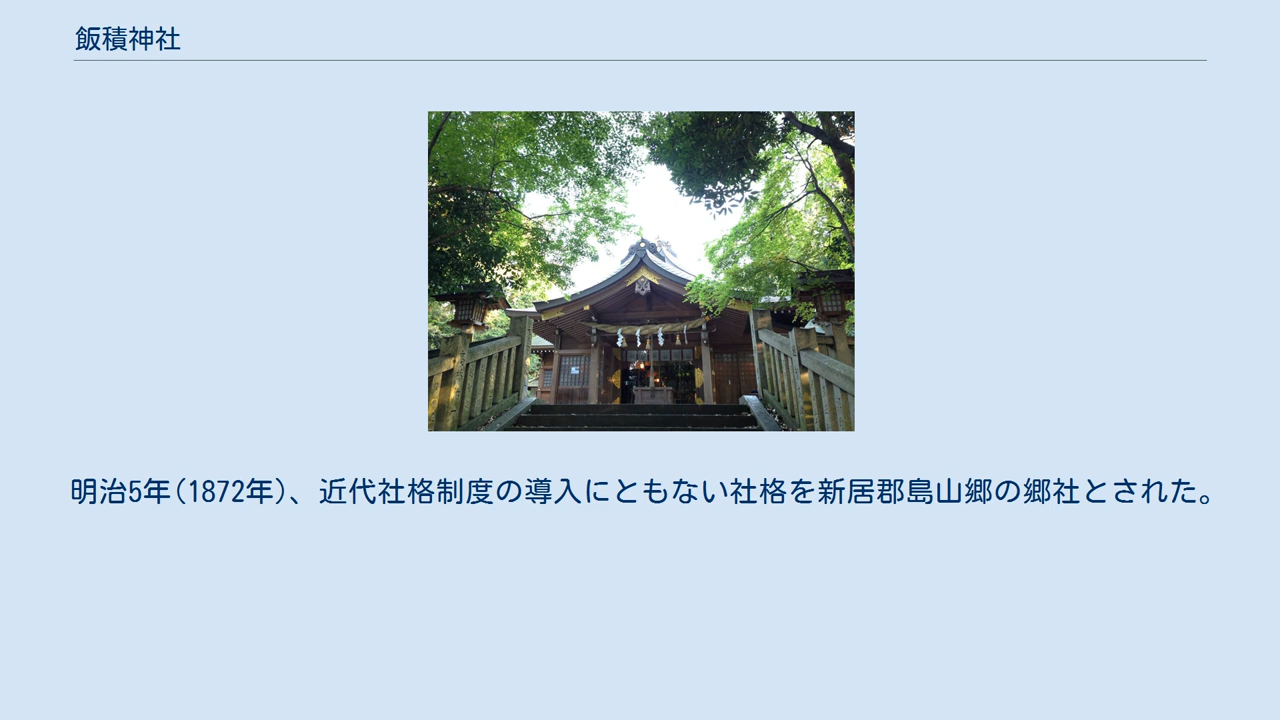 飯積神社
明治5年(1872年)、近代社格制度の導入にともない社格を新居郡島山郷の郷社とされた。